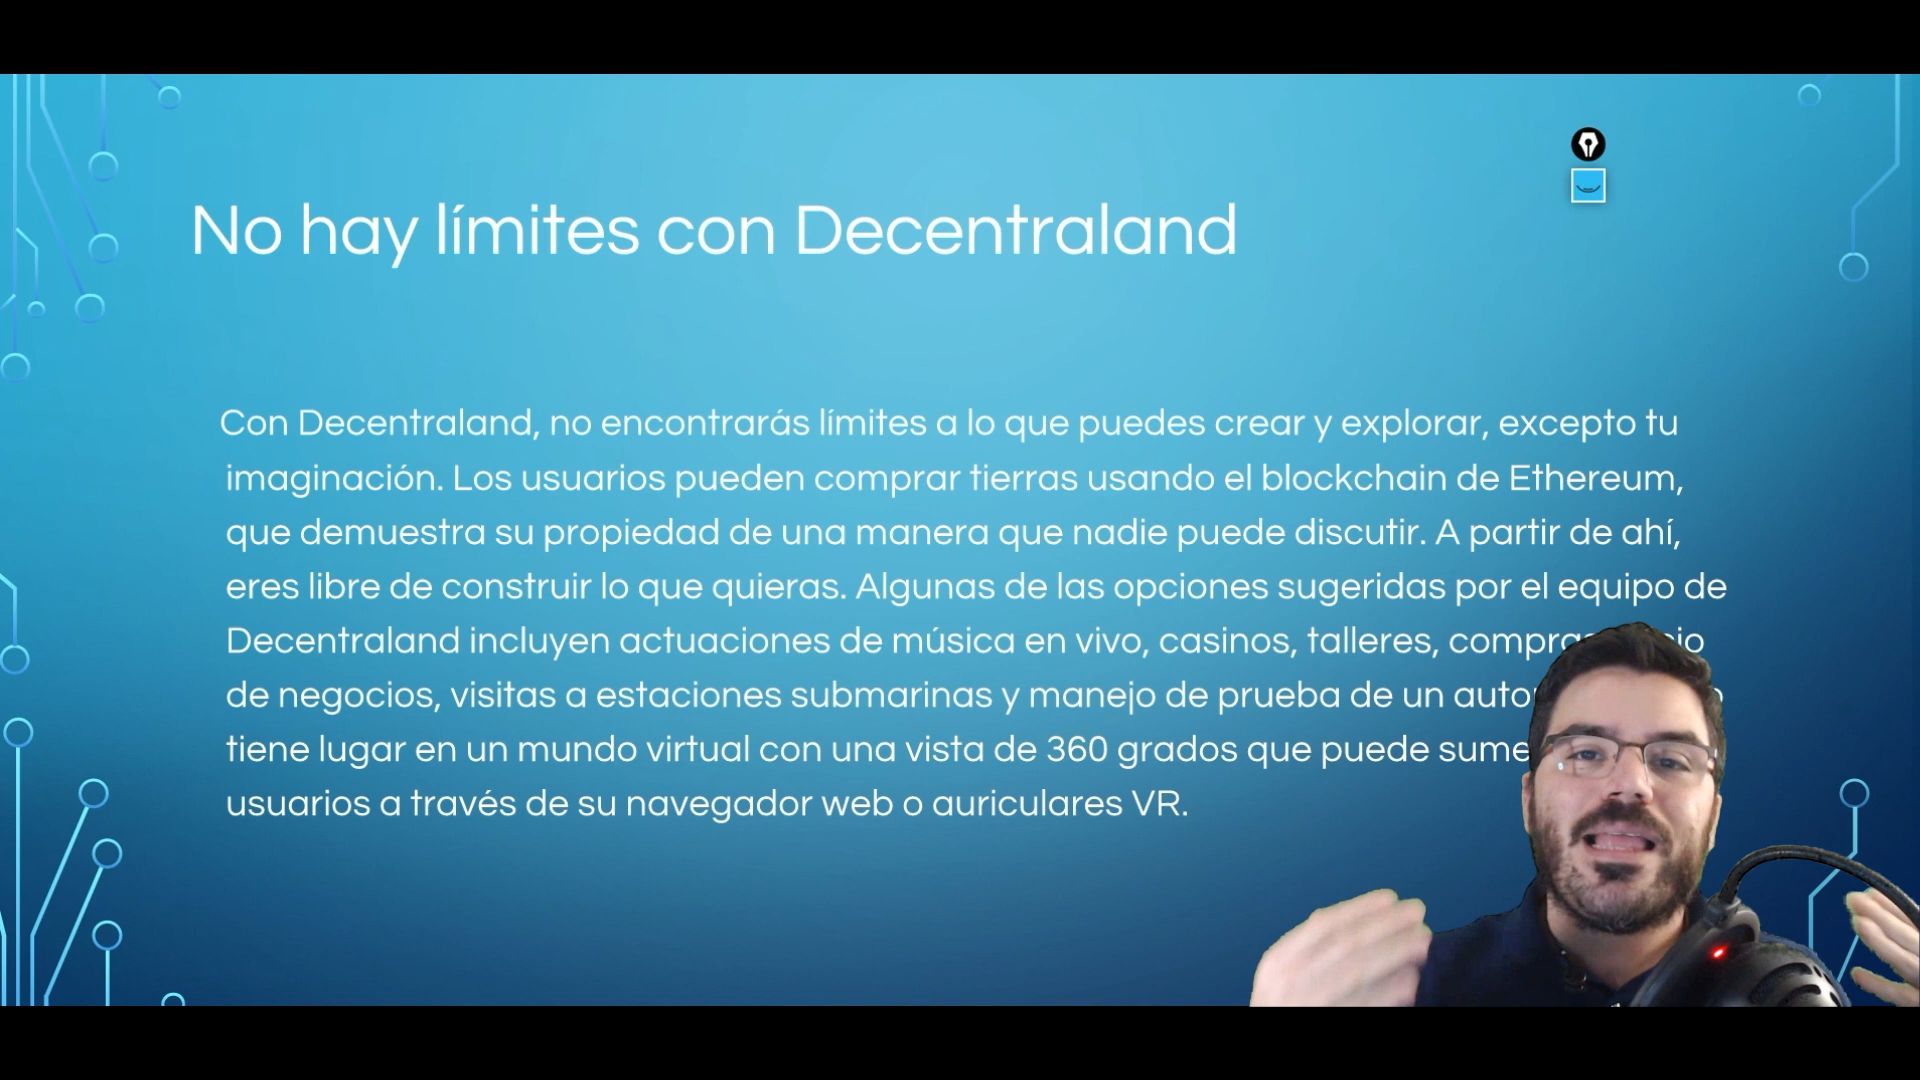 No hay límites con Decentraland
Con Decentraland, no encontrarás límites a lo que puedes crear y explorar, excepto tu
imaginación. Los usuarios pueden comprar tierras usando el blockchain de Ethereum,
que demuestra su propiedad de una manera que nadie puede discutir. A partir de ahí,
eres libre de construir lo que quieras. Algunas de las opciones sugeridas por el equipo de
Decentraland incluyen actuaciones de música en vivo, casinos, talleres,
de negocios, visitas a estaciones submarinas y manejo de prueba de un
tiene lugar en un mundo virtual con una vista de 360 grados que puede
usuarios a través de su navegador web o auriculares VR.